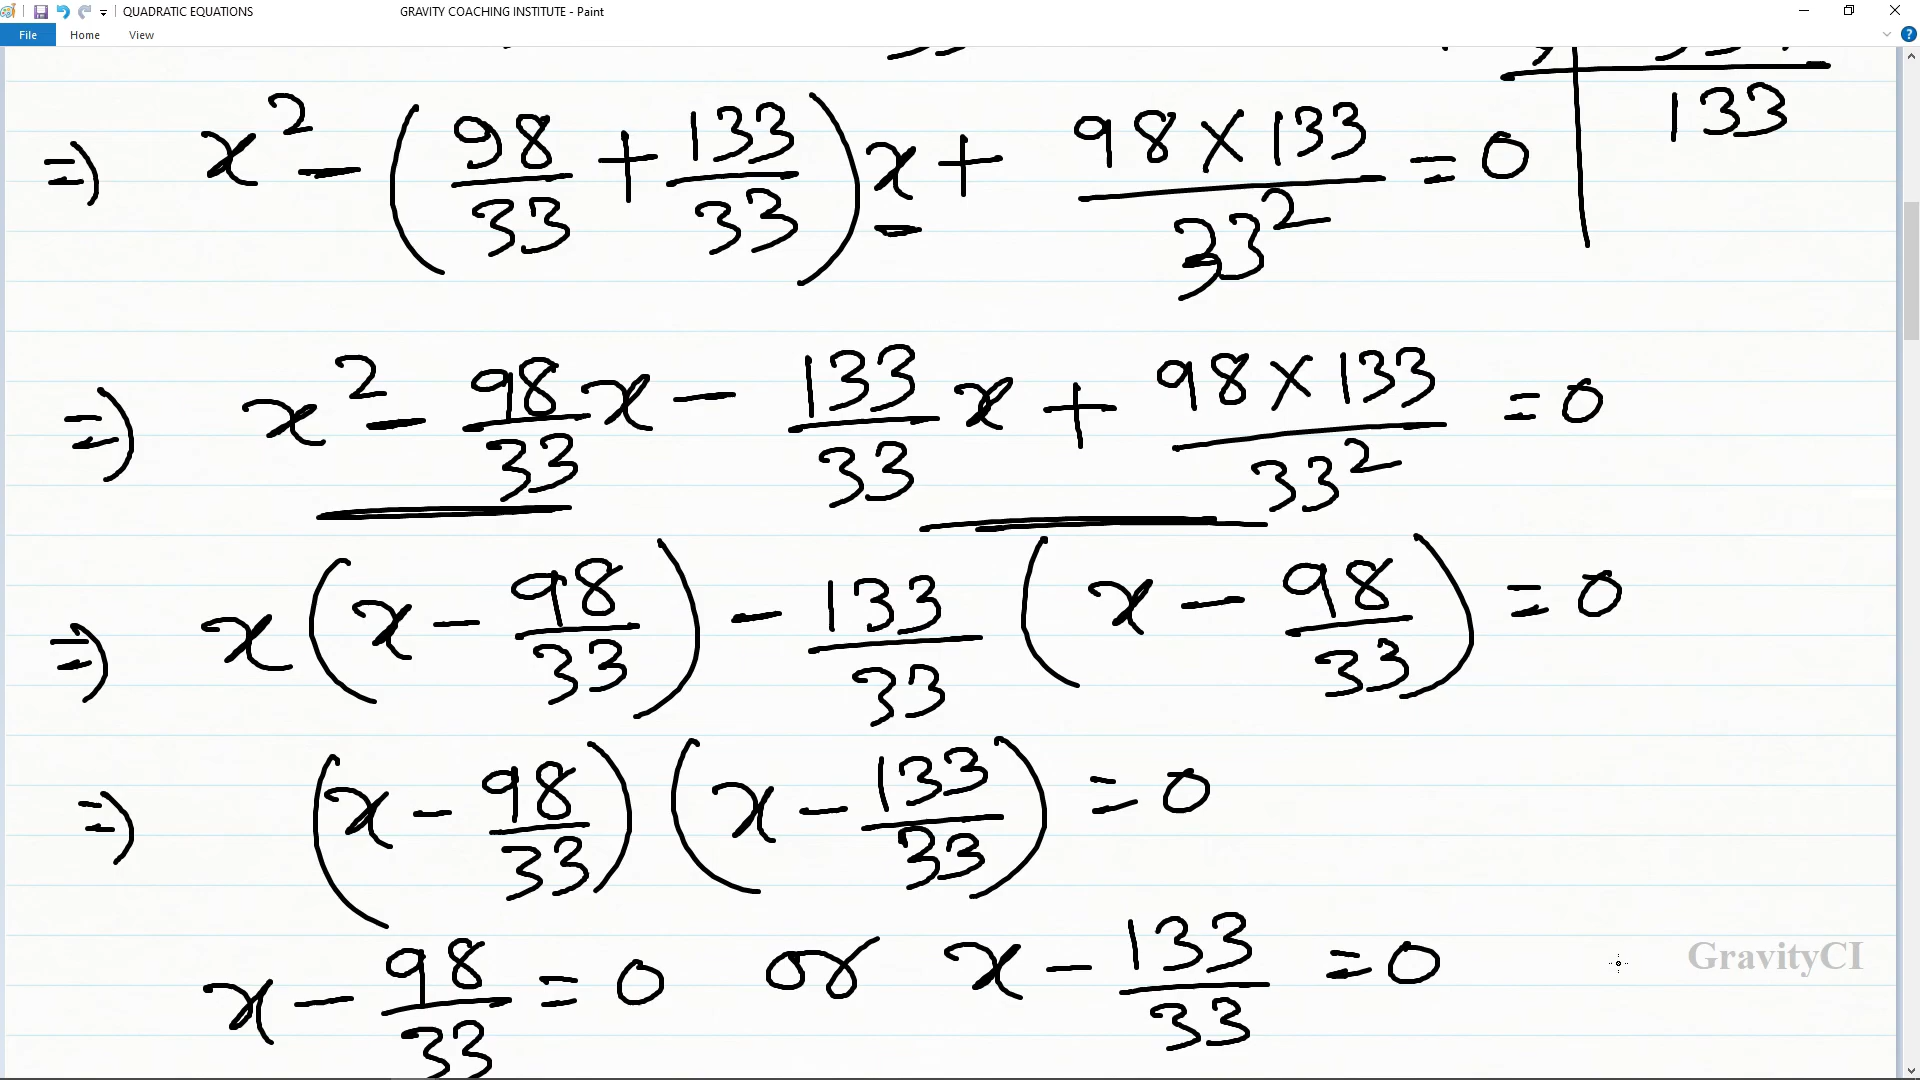 QUADRATIC EQUATIONS GRAVITY COACHING INSTITUTE - Paint
File Home View
133
⇒ x² - (98/33 + 133/33)x + 98 × 133/33² = 0
⇒ x² - 98/33 x - 133/33 x + 98 × 133/33² = 0
⇒ x(x - 98/33) - 133/33 (x - 98/33) = 0
⇒ (x - 98/33)(x - 133/33) = 0
x - 98/33 = 0 or x - 133/33 = 0
GravityCI